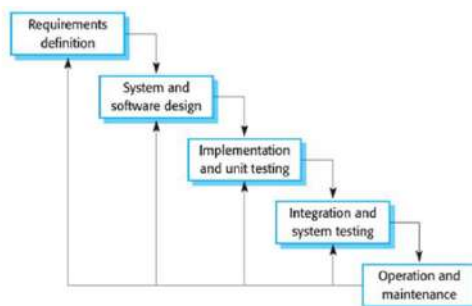 Requirements
definition
System and
software design
Implementation
and unit testing
Integration and
system testing
Operation and
maintenance